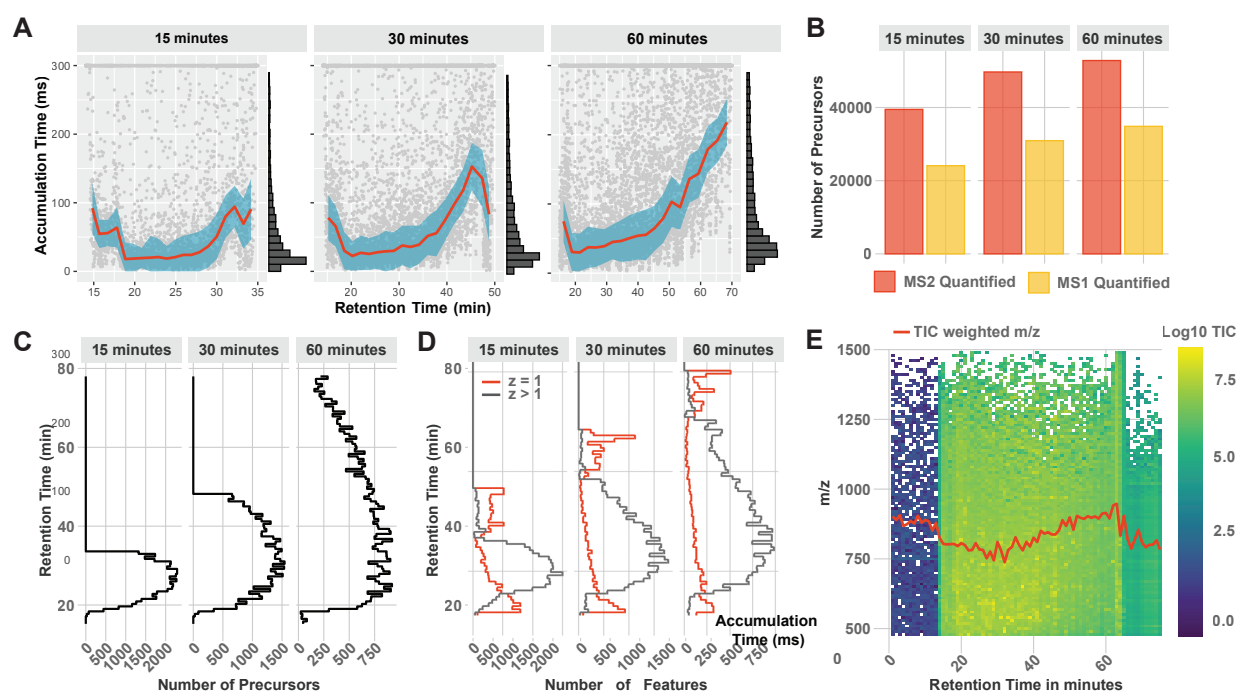 A
15 minutes
30 minutes
60 minutes
Accumulation Time (ms)
300
200
100
0
15
20
25
30
35
20
30
40
50
20
30
40
50
60
70
Retention Time (min)
B
15 minutes
30 minutes
60 minutes
Number of Precursors
40000
20000
0
MS2 Quantified
MS1 Quantified
C
15 minutes
30 minutes
60 minutes
Retention Time (min)
300
80
200
60
100
40
0
20
0
500
1000
1500
2000
0
500
1000
1500
0
250
500
750
Number of Precursors
D
15 minutes
30 minutes
60 minutes
z = 1
z > 1
Retention Time (min)
80
60
40
20
0
500
1000
1500
2000
0
500
1000
1500
0
250
500
750
Accumulation
Time (ms)
Number of Features
E
TIC weighted m/z
Log10 TIC
m/z
1500
1250
1000
750
500
0
0
20
40
60
Retention Time in minutes
7.5
5.0
2.5
0.0